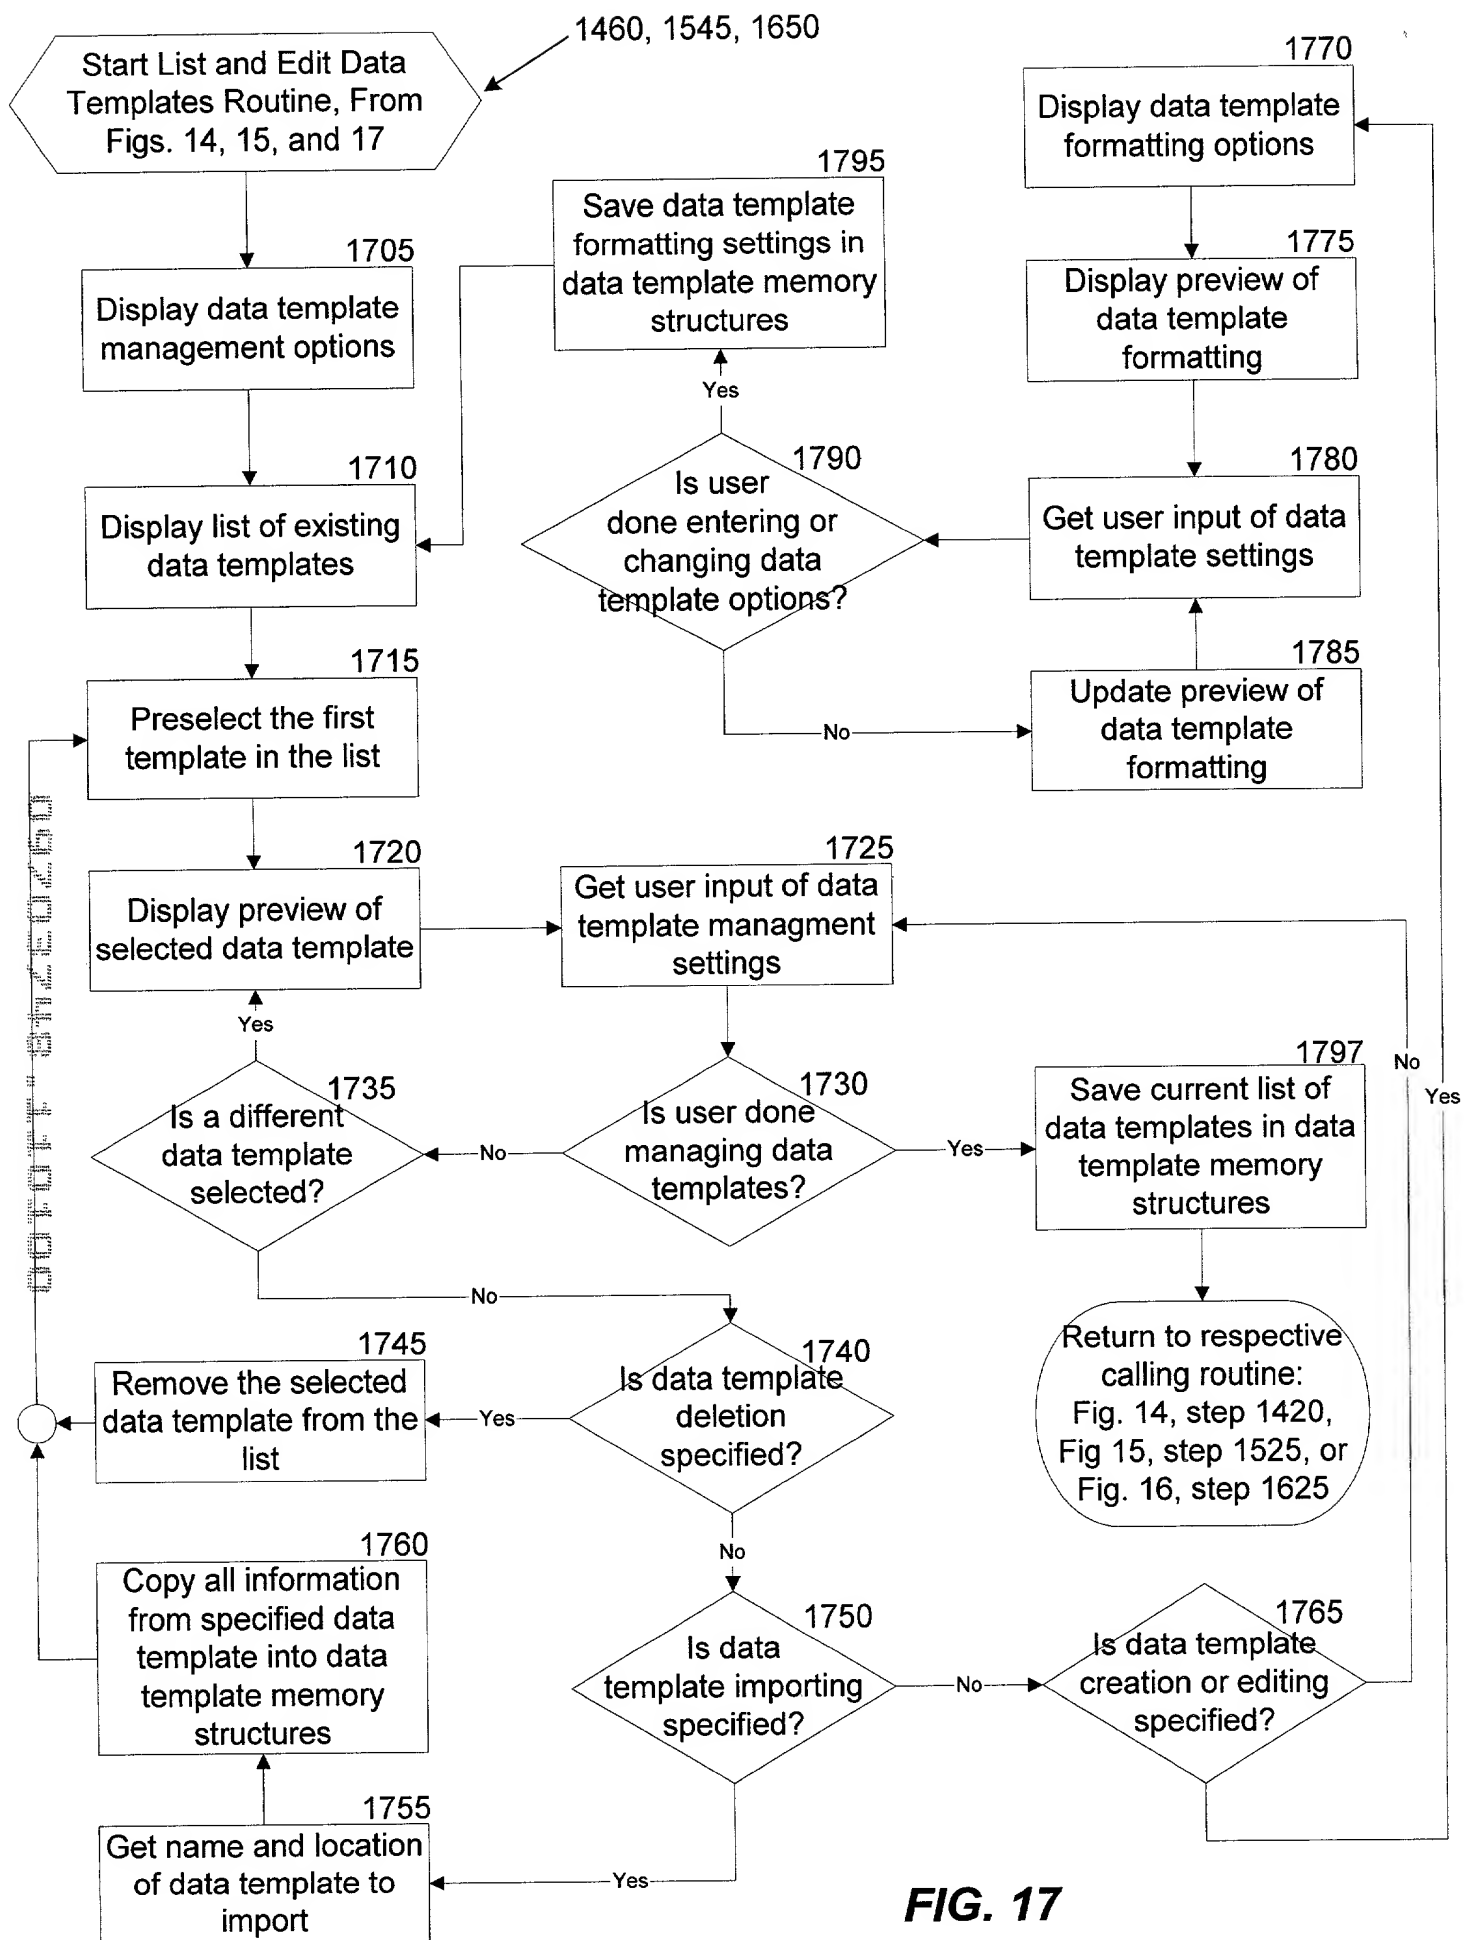 1460, 1545, 1650
Start List and Edit Data
Templates Routine, From
Figs. 14, 15, and 17
1705
Display data template
management options
1710
Display list of existing
data templates
1715
Preselect the first
template in the list
1720
Display preview of
selected data template
Yes
1735
Is a different
data template
selected?
No
1745
Remove the selected
data template from the
list
1760
Copy all information
from specified data
template into data
template memory
structures
1755
Get name and location
of data template to
import
1795
Save data template
formatting settings in
data template memory
structures
Yes
1790
Is user
done entering or
changing data
template options?
No
1725
Get user input of data
template managment
settings
1730
Is user done
managing data
templates?
No
Yes
1740
Is data template
deletion
specified?
Yes
No
1750
Is data
template importing
specified?
No
Yes
1770
Display data template
formatting options
1775
Display preview of
data template
formatting
1780
Get user input of data
template settings
1785
Update preview of
data template
formatting
1797
Save current list of
data templates in data
template memory
structures
No
Yes
Return to respective
calling routine:
Fig. 14, step 1420,
Fig 15, step 1525, or
Fig. 16, step 1625
1765
Is data template
creation or editing
specified?
FIG. 17